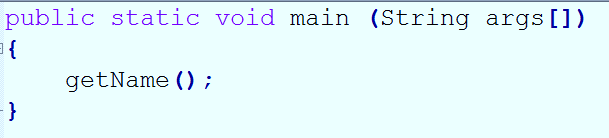 public static void main (String args[])
{
    getName();
}